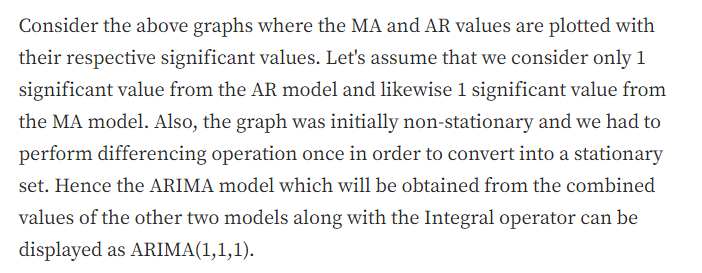 Consider the above graphs where the MA and AR values are plotted with
their respective significant values. Let's assume that we consider only 1
significant value from the AR model and likewise 1 significant value from
the MA model. Also, the graph was initially non-stationary and we had to
perform differencing operation once in order to convert into a stationary
set. Hence the ARIMA model which will be obtained from the combined
values of the other two models along with the Integral operator can be
displayed as ARIMA(1,1,1).